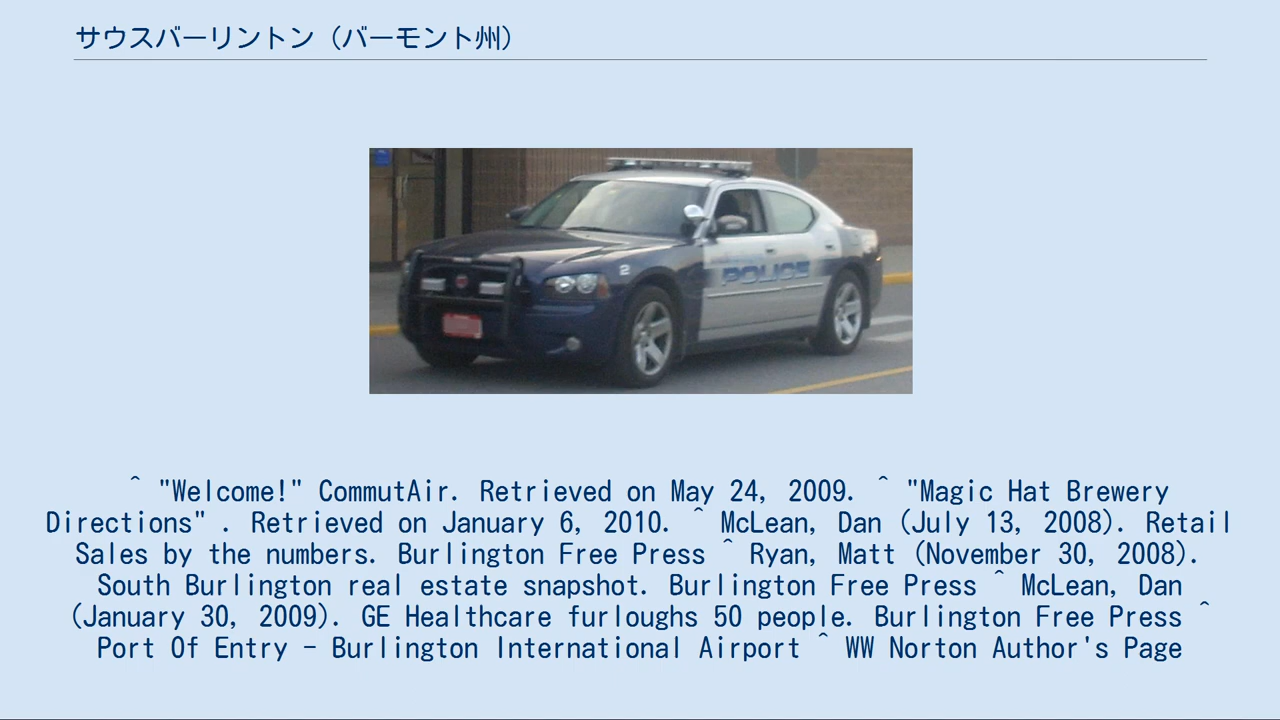 サウスバーリントン（バーモント州）
2
POLICE
^ "Welcome!" CommutAir. Retrieved on May 24, 2009. ^ "Magic Hat Brewery
Directions" . Retrieved on January 6, 2010. ^ McLean, Dan (July 13, 2008). Retail
Sales by the numbers. Burlington Free Press ^ Ryan, Matt (November 30, 2008).
South Burlington real estate snapshot. Burlington Free Press ^ McLean, Dan
(January 30, 2009). GE Healthcare furloughs 50 people. Burlington Free Press ^
Port Of Entry - Burlington International Airport ^ WW Norton Author's Page